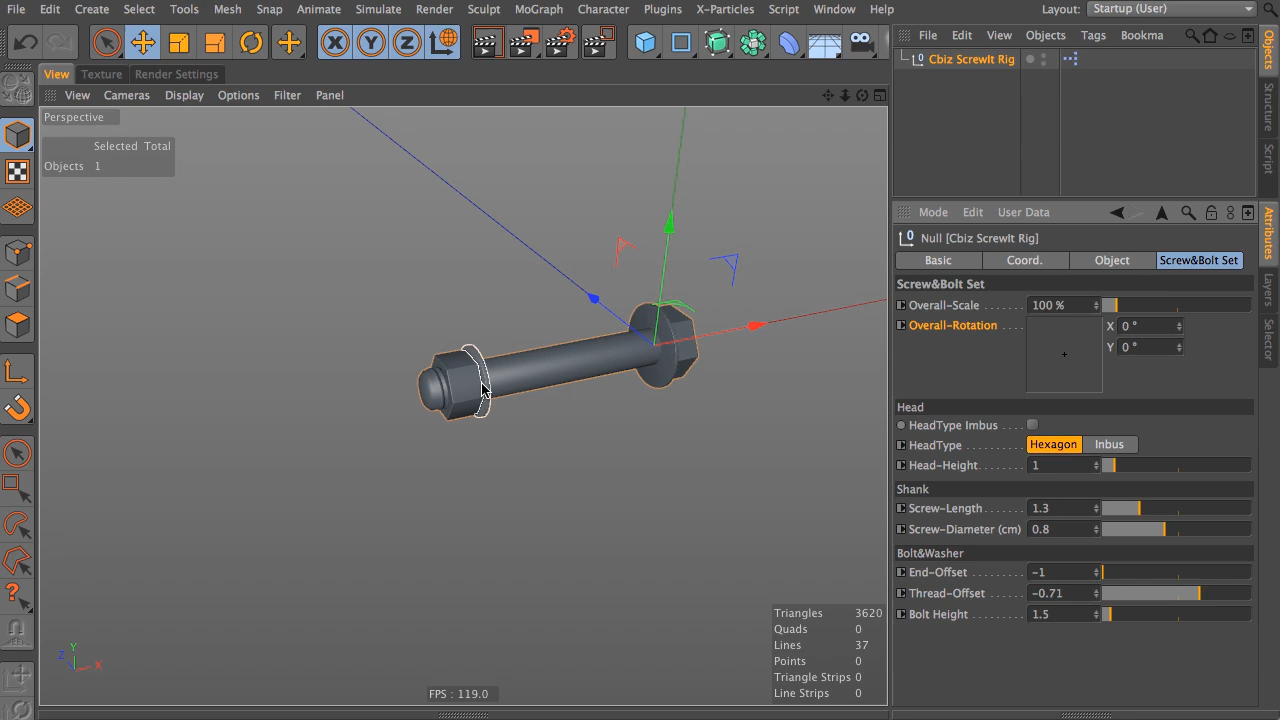 File Edit Create Select Tools Mesh Snap Animate Simulate Render Sculpt MoGraph Character Plugins X-Particles Script Window Help Layout: Startup (User)
File Edit View Objects Tags Bookma
X Y Z
Cbiz ScrewIt Rig
View Texture Render Settings
View Cameras Display Options Filter Panel
Perspective
Selected Total
Objects 1
Mode Edit User Data
Null [Cbiz ScrewIt Rig]
Basic Coord. Object Screw&Bolt Set
Screw&Bolt Set
Overall-Scale 100 %
Overall-Rotation X 0 °
Y 0 °
Head
HeadType Imbus
HeadType Hexagon Inbus
Head-Height 1
Shank
Screw-Length 1.3
Screw-Diameter (cm) 0.8
Bolt&Washer
End-Offset -1
Thread-Offset -0.71
Bolt Height 1.5
Triangles 3620
Quads 0
Lines 37
Points 0
Triangle Strips 0
Line Strips 0
FPS : 119.0
Y
Z X
Objects
Structure
Script
Attributes
Layers
Selector